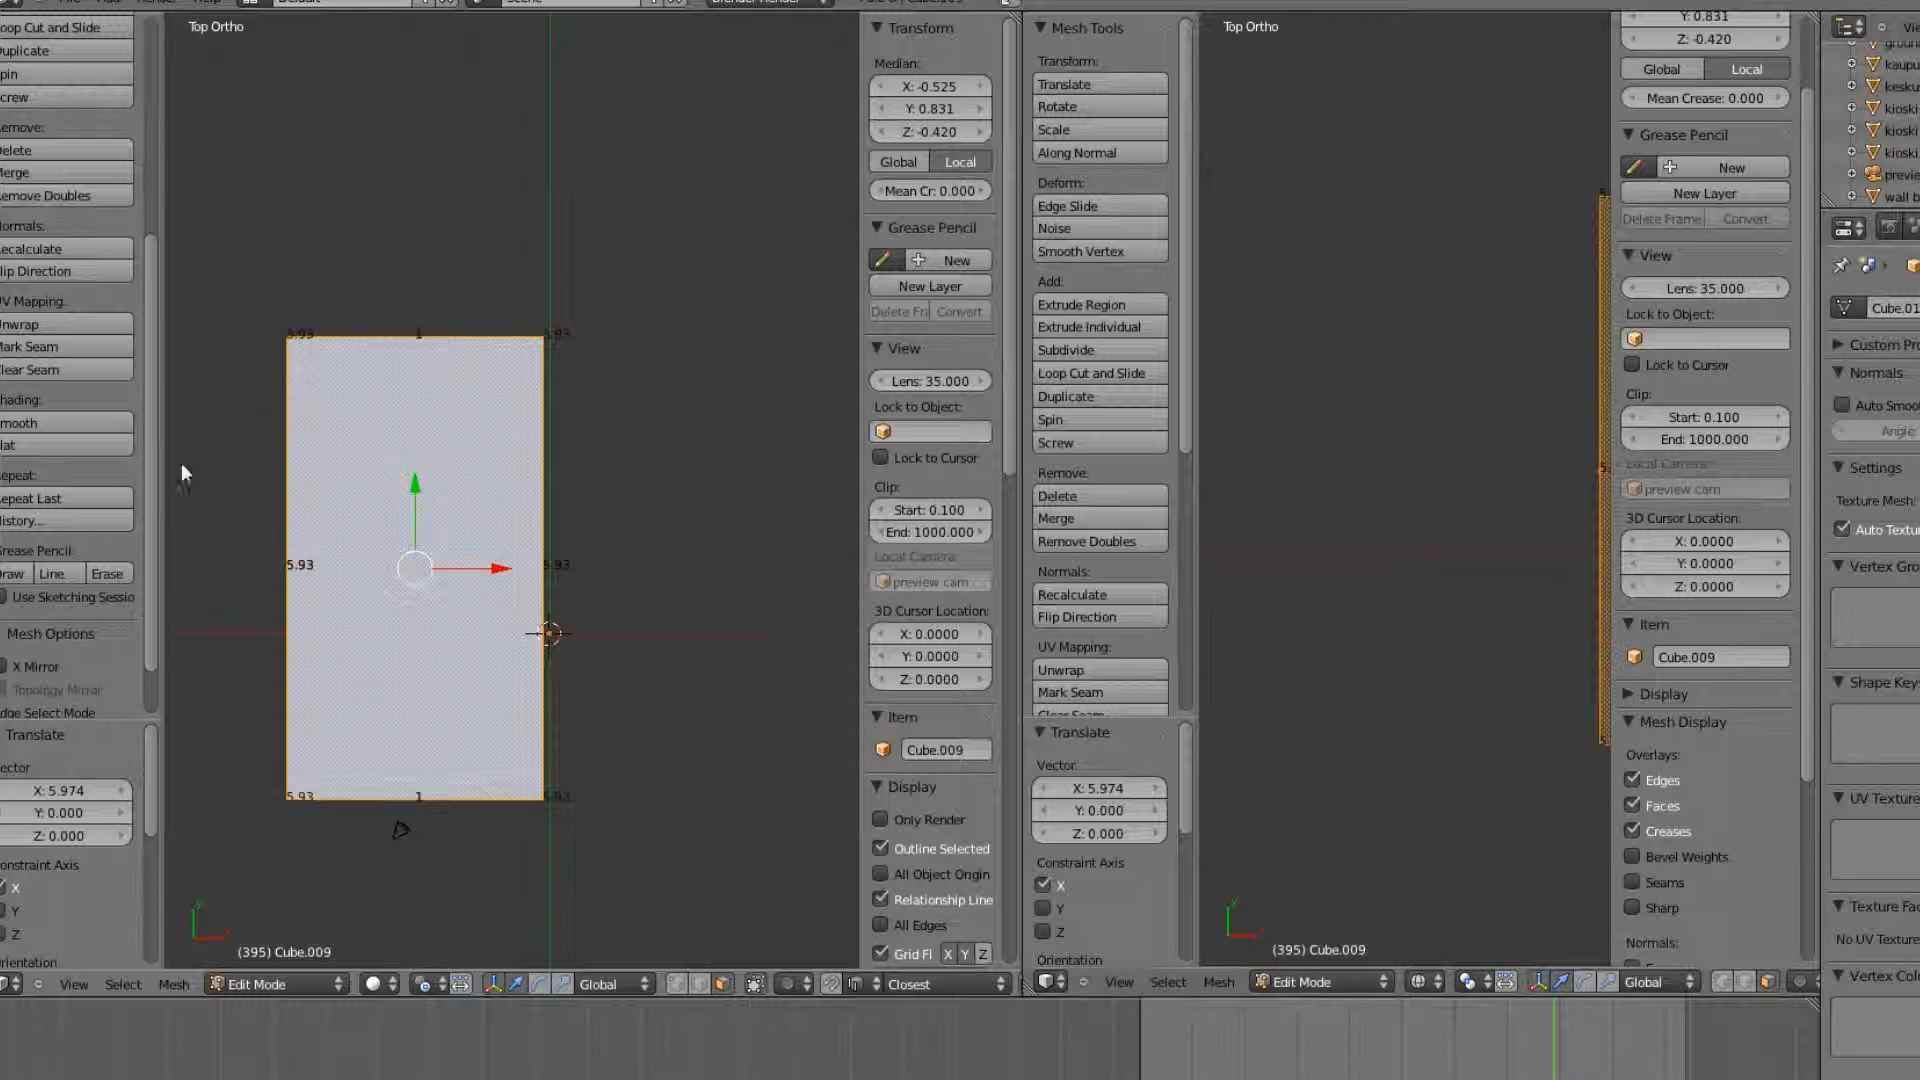 oop Cut and Slide
uplicate
pin
crew
emove:
elete
erge
emove Doubles
ormals:
ecalculate
lip Direction
V Mapping:
nwrap
ark Seam
lear Seam
hading:
mooth
lat
epeat:
epeat Last
istory...
rease Pencil:
raw Line Erase
Use Sketching Sessio
Mesh Options
X Mirror
Topology Mirror
dge Select Mode
Translate
ector
X: 5.974
Y: 0.000
Z: 0.000
onstraint Axis
X
Y
Z
rientation
Top Ortho
5.93 1 5.93
5.93 5.93
5.93 1 5.93
(395) Cube.009
View Select Mesh Edit Mode Global Closest
Transform
Median:
X: -0.525
Y: 0.831
Z: -0.420
Global Local
Mean Cr: 0.000
Grease Pencil
New
New Layer
Delete Fra Convert
View
Lens: 35.000
Lock to Object:
Lock to Cursor
Clip:
Start: 0.100
End: 1000.000
Local Camera:
preview cam
3D Cursor Location:
X: 0.0000
Y: 0.0000
Z: 0.0000
Item
Cube.009
Display
Only Render
Outline Selected
All Object Origin
Relationship Line
All Edges
Grid Fl X Y Z
Mesh Tools
Transform:
Translate
Rotate
Scale
Along Normal
Deform:
Edge Slide
Noise
Smooth Vertex
Add:
Extrude Region
Extrude Individual
Subdivide
Loop Cut and Slide
Duplicate
Spin
Screw
Remove:
Delete
Merge
Remove Doubles
Normals:
Recalculate
Flip Direction
UV Mapping:
Unwrap
Mark Seam
Clear Seam
Translate
Vector
X: 5.974
Y: 0.000
Z: 0.000
Constraint Axis
X
Y
Z
Orientation
Top Ortho
(395) Cube.009
View Select Mesh Edit Mode Global
Y: 0.831
Z: -0.420
Global Local
Mean Crease: 0.000
Grease Pencil
New
New Layer
Delete Frame Convert
View
Lens: 35.000
Lock to Object:
Lock to Cursor
Clip:
Start: 0.100
End: 1000.000
Local Camera:
preview cam
3D Cursor Location:
X: 0.0000
Y: 0.0000
Z: 0.0000
Item
Cube.009
Display
Mesh Display
Overlays:
Edges
Faces
Creases
Bevel Weights
Seams
Sharp
Normals:
Vie
groun
kaupu
keskus
kioski
kioski
kioski
previe
wall b
Cube.01
Custom Pro
Normals
Auto Smoo
Angle:
Settings
Texture Mesh:
Auto Textu
Vertex Gro
Shape Keys
UV Texture
Texture Fac
No UV Texture
Vertex Colo